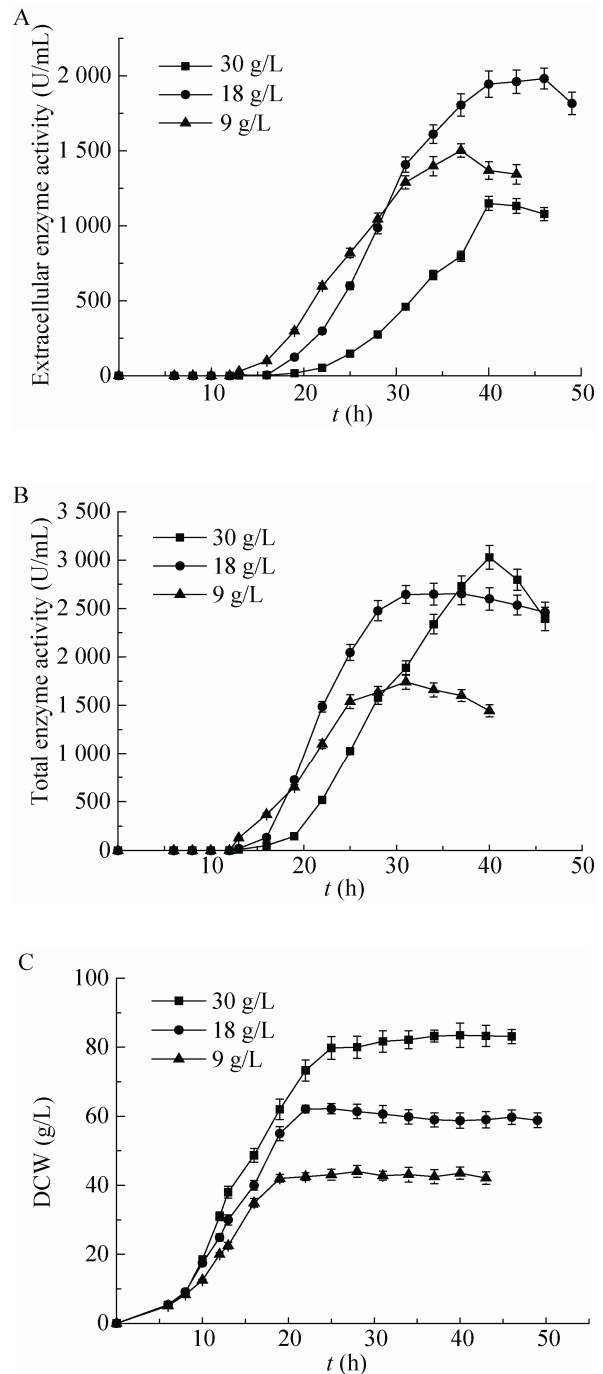 A
Extracellular enzyme activity (U/mL)
2 000
1 500
1 000
500
0
30 g/L
18 g/L
9 g/L
10
20
30
40
50
t (h)
B
Total enzyme activity (U/mL)
3 500
3 000
2 500
2 000
1 500
1 000
500
0
30 g/L
18 g/L
9 g/L
10
20
30
40
50
t (h)
C
DCW (g/L)
100
80
60
40
20
0
30 g/L
18 g/L
9 g/L
10
20
30
40
50
t (h)